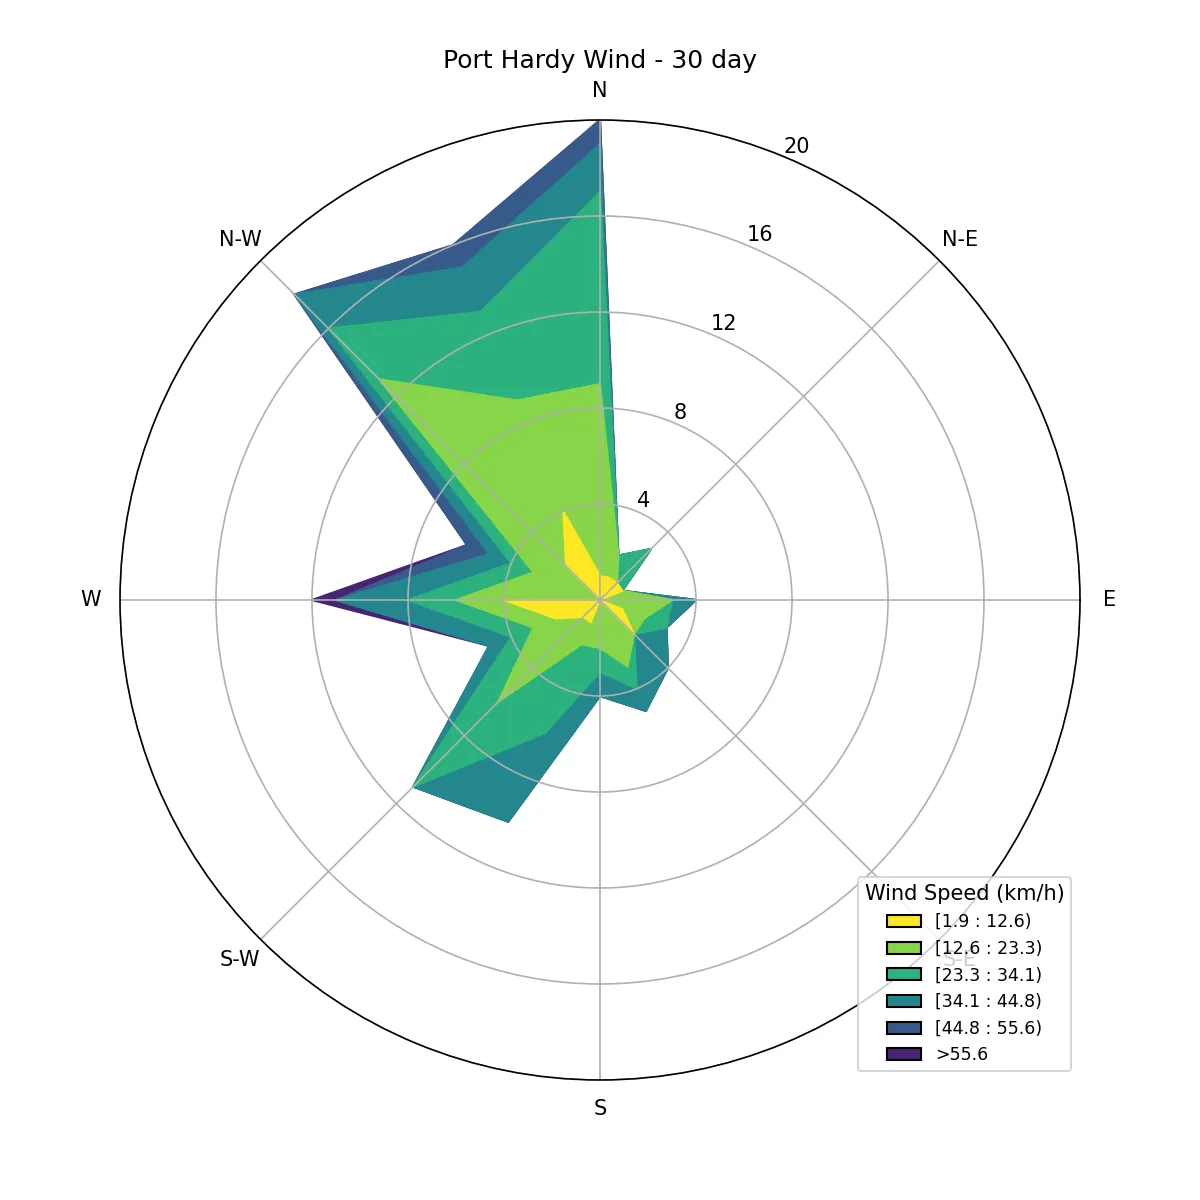 Port Hardy Wind - 30 day
N
20
N-W
16
N-E
12
8
4
W
E
S-W
S-E
S
Wind Speed (km/h)
[1.9 : 12.6)
[12.6 : 23.3)
[23.3 : 34.1)
[34.1 : 44.8)
[44.8 : 55.6)
>55.6